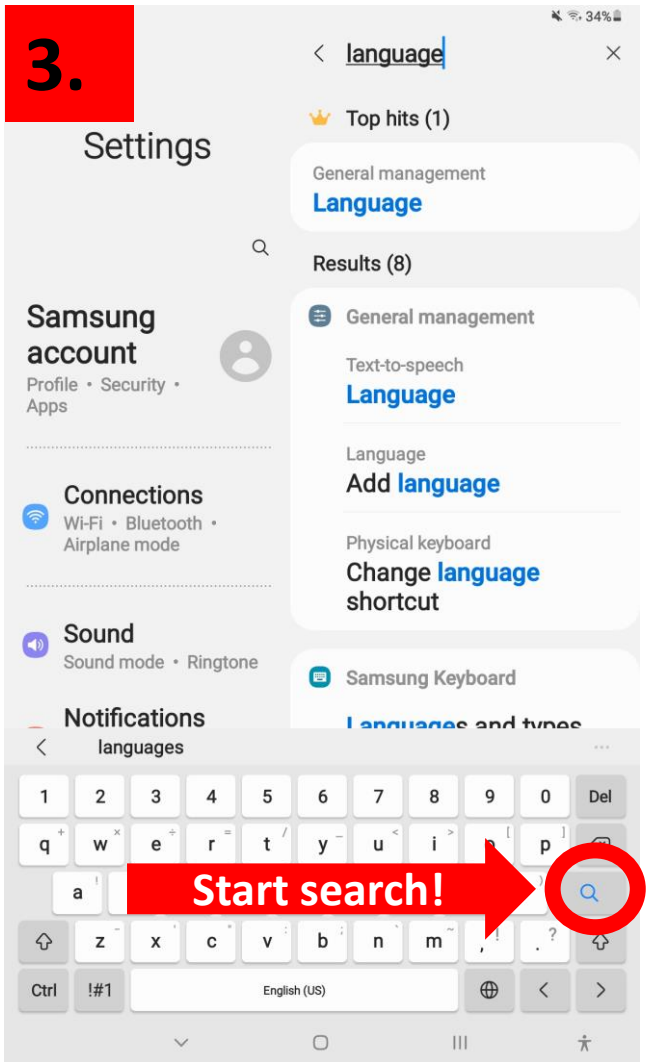 3.
34%
Settings
Samsung
account
Profile • Security •
Apps
Connections
Wi-Fi • Bluetooth •
Airplane mode
Sound
Sound mode • Ringtone
Notifications
language
Top hits (1)
General management
Language
Results (8)
General management
Text-to-speech
Language
Language
Add language
Physical keyboard
Change language
shortcut
Samsung Keyboard
Languages and types
languages
1 2 3 4 5 6 7 8 9 0 Del
q + w × e ÷ r = t / y _ u < i > [ p ]
a ! )
Start search!
z x ' c " v : b ; n ` m ~ , ! . ?
Ctrl !#1 English (US) < >